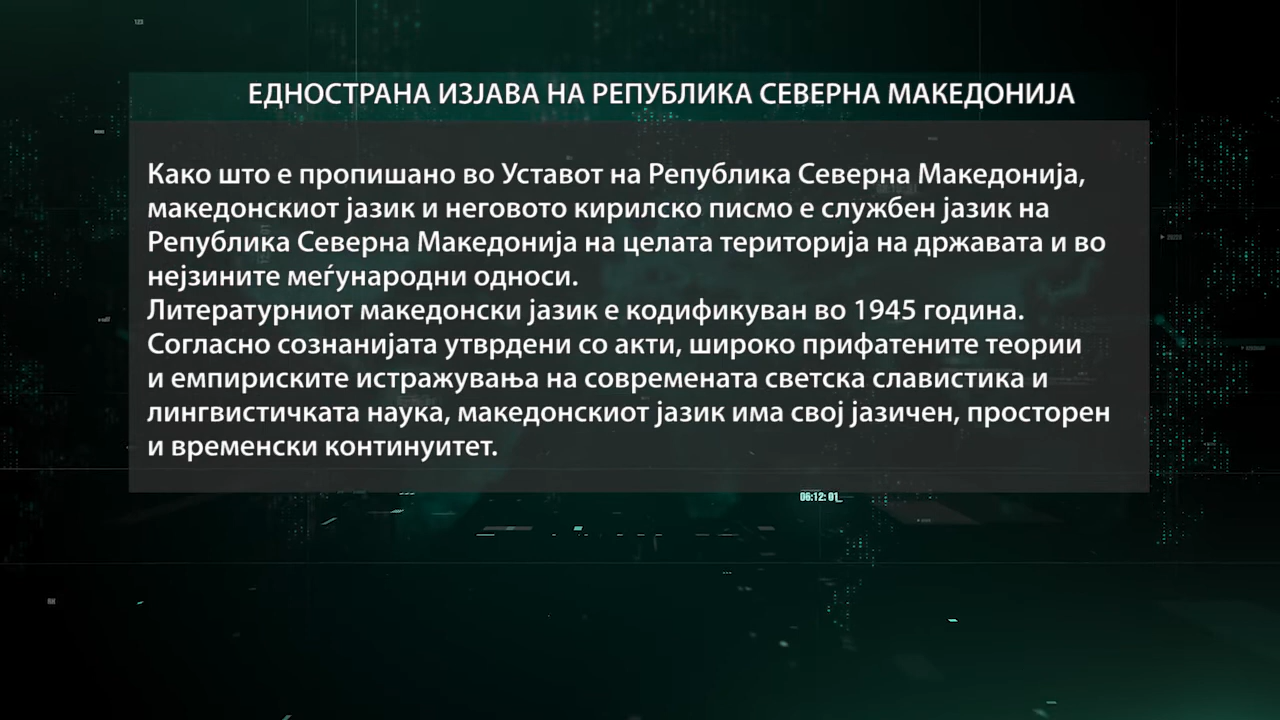 ЕДНОСТРАНА ИЗЈАВА НА РЕПУБЛИКА СЕВЕРНА МАКЕДОНИЈА
Како што е пропишано во Уставот на Република Северна Македонија,
македонскиот јазик и неговото кирилско писмо е службен јазик на
Република Северна Македонија на целата територија на државата и во
нејзините меѓународни односи.
Литературниот македонски јазик е кодификуван во 1945 година.
Согласно сознанијата утврдени со акти, широко прифатените теории
и емпириските истражувања на современата светска славистика и
лингвистичката наука, македонскиот јазик има свој јазичен, просторен
и временски континуитет.
06:12: 01_